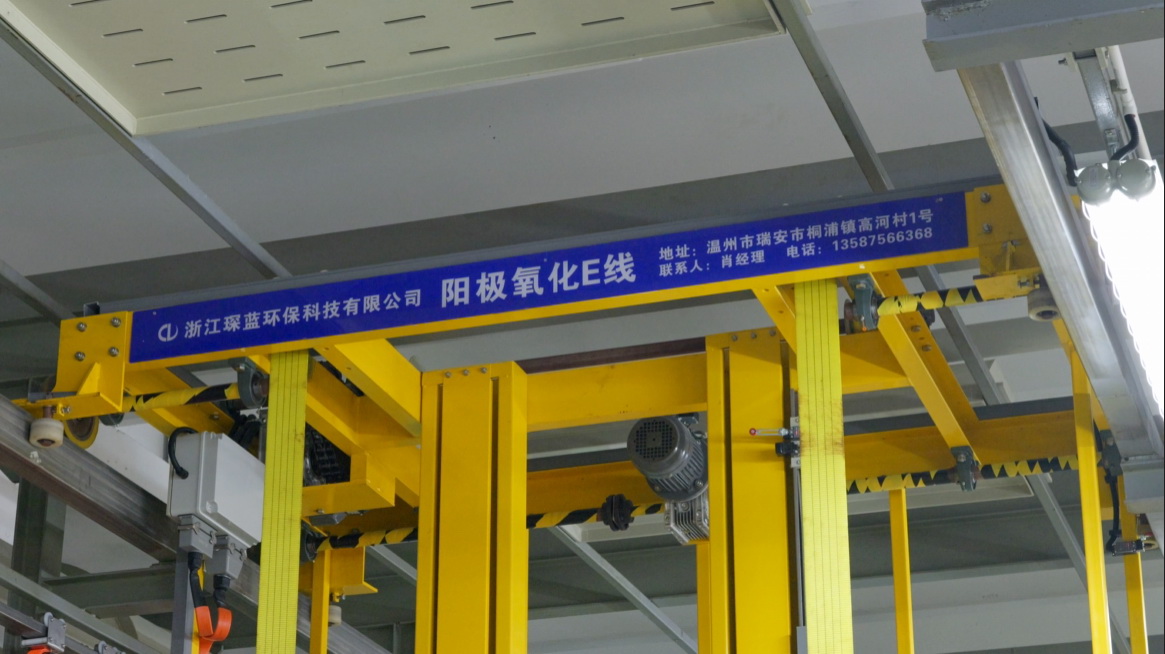 浙江琛蓝环保科技有限公司
阳极氧化E线
地址：温州市瑞安市桐浦镇高河村1号
联系人：肖经理 电话：13587566368